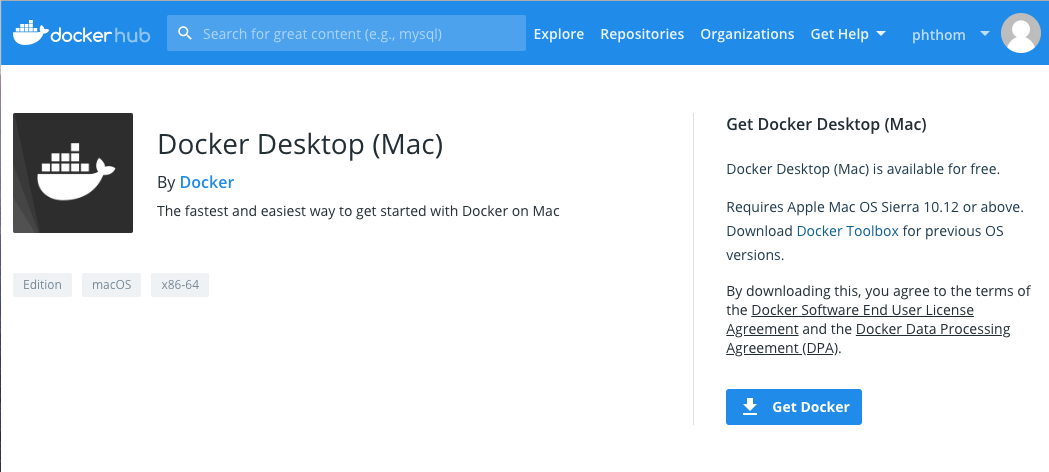 docker hub
Search for great content (e.g., mysql)
Explore
Repositories
Organizations
Get Help
phthom
Docker Desktop (Mac)
By Docker
The fastest and easiest way to get started with Docker on Mac
Edition
macOS
x86-64
Get Docker Desktop (Mac)
Docker Desktop (Mac) is available for free.
Requires Apple Mac OS Sierra 10.12 or above.
Download Docker Toolbox for previous OS
versions.
By downloading this, you agree to the terms of
the Docker Software End User License
Agreement and the Docker Data Processing
Agreement (DPA).
Get Docker